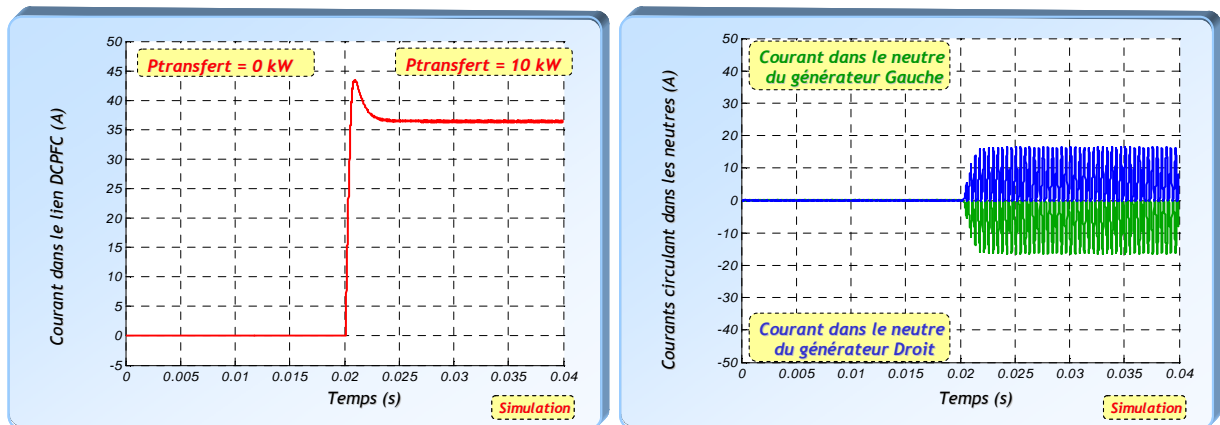 Ptransfert = 0 kW
Ptransfert = 10 kW
Courant dans le lien DCPFC (A)
50
45
40
35
30
25
20
15
10
5
0
-5
0 0.005 0.01 0.015 0.02 0.025 0.03 0.035 0.04
Temps (s)
Simulation
Courant dans le neutre
du générateur Gauche
Courants circulant dans les neutres (A)
50
40
30
20
10
0
-10
-20
-30
-40
-50
Courant dans le neutre
du générateur Droit
0 0.005 0.01 0.015 0.02 0.025 0.03 0.035 0.04
Temps (s)
Simulation